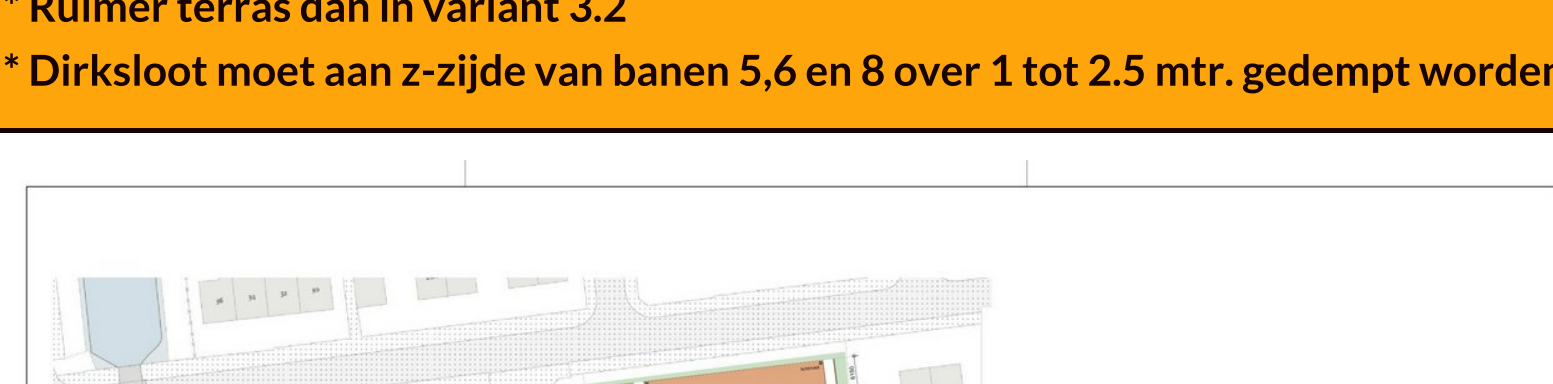 * Ruimer terras dan in variant 3.2
* Dirksloot moet aan z-zijde van banen 5,6 en 8 over 1 tot 2.5 mtr. gedempt worden